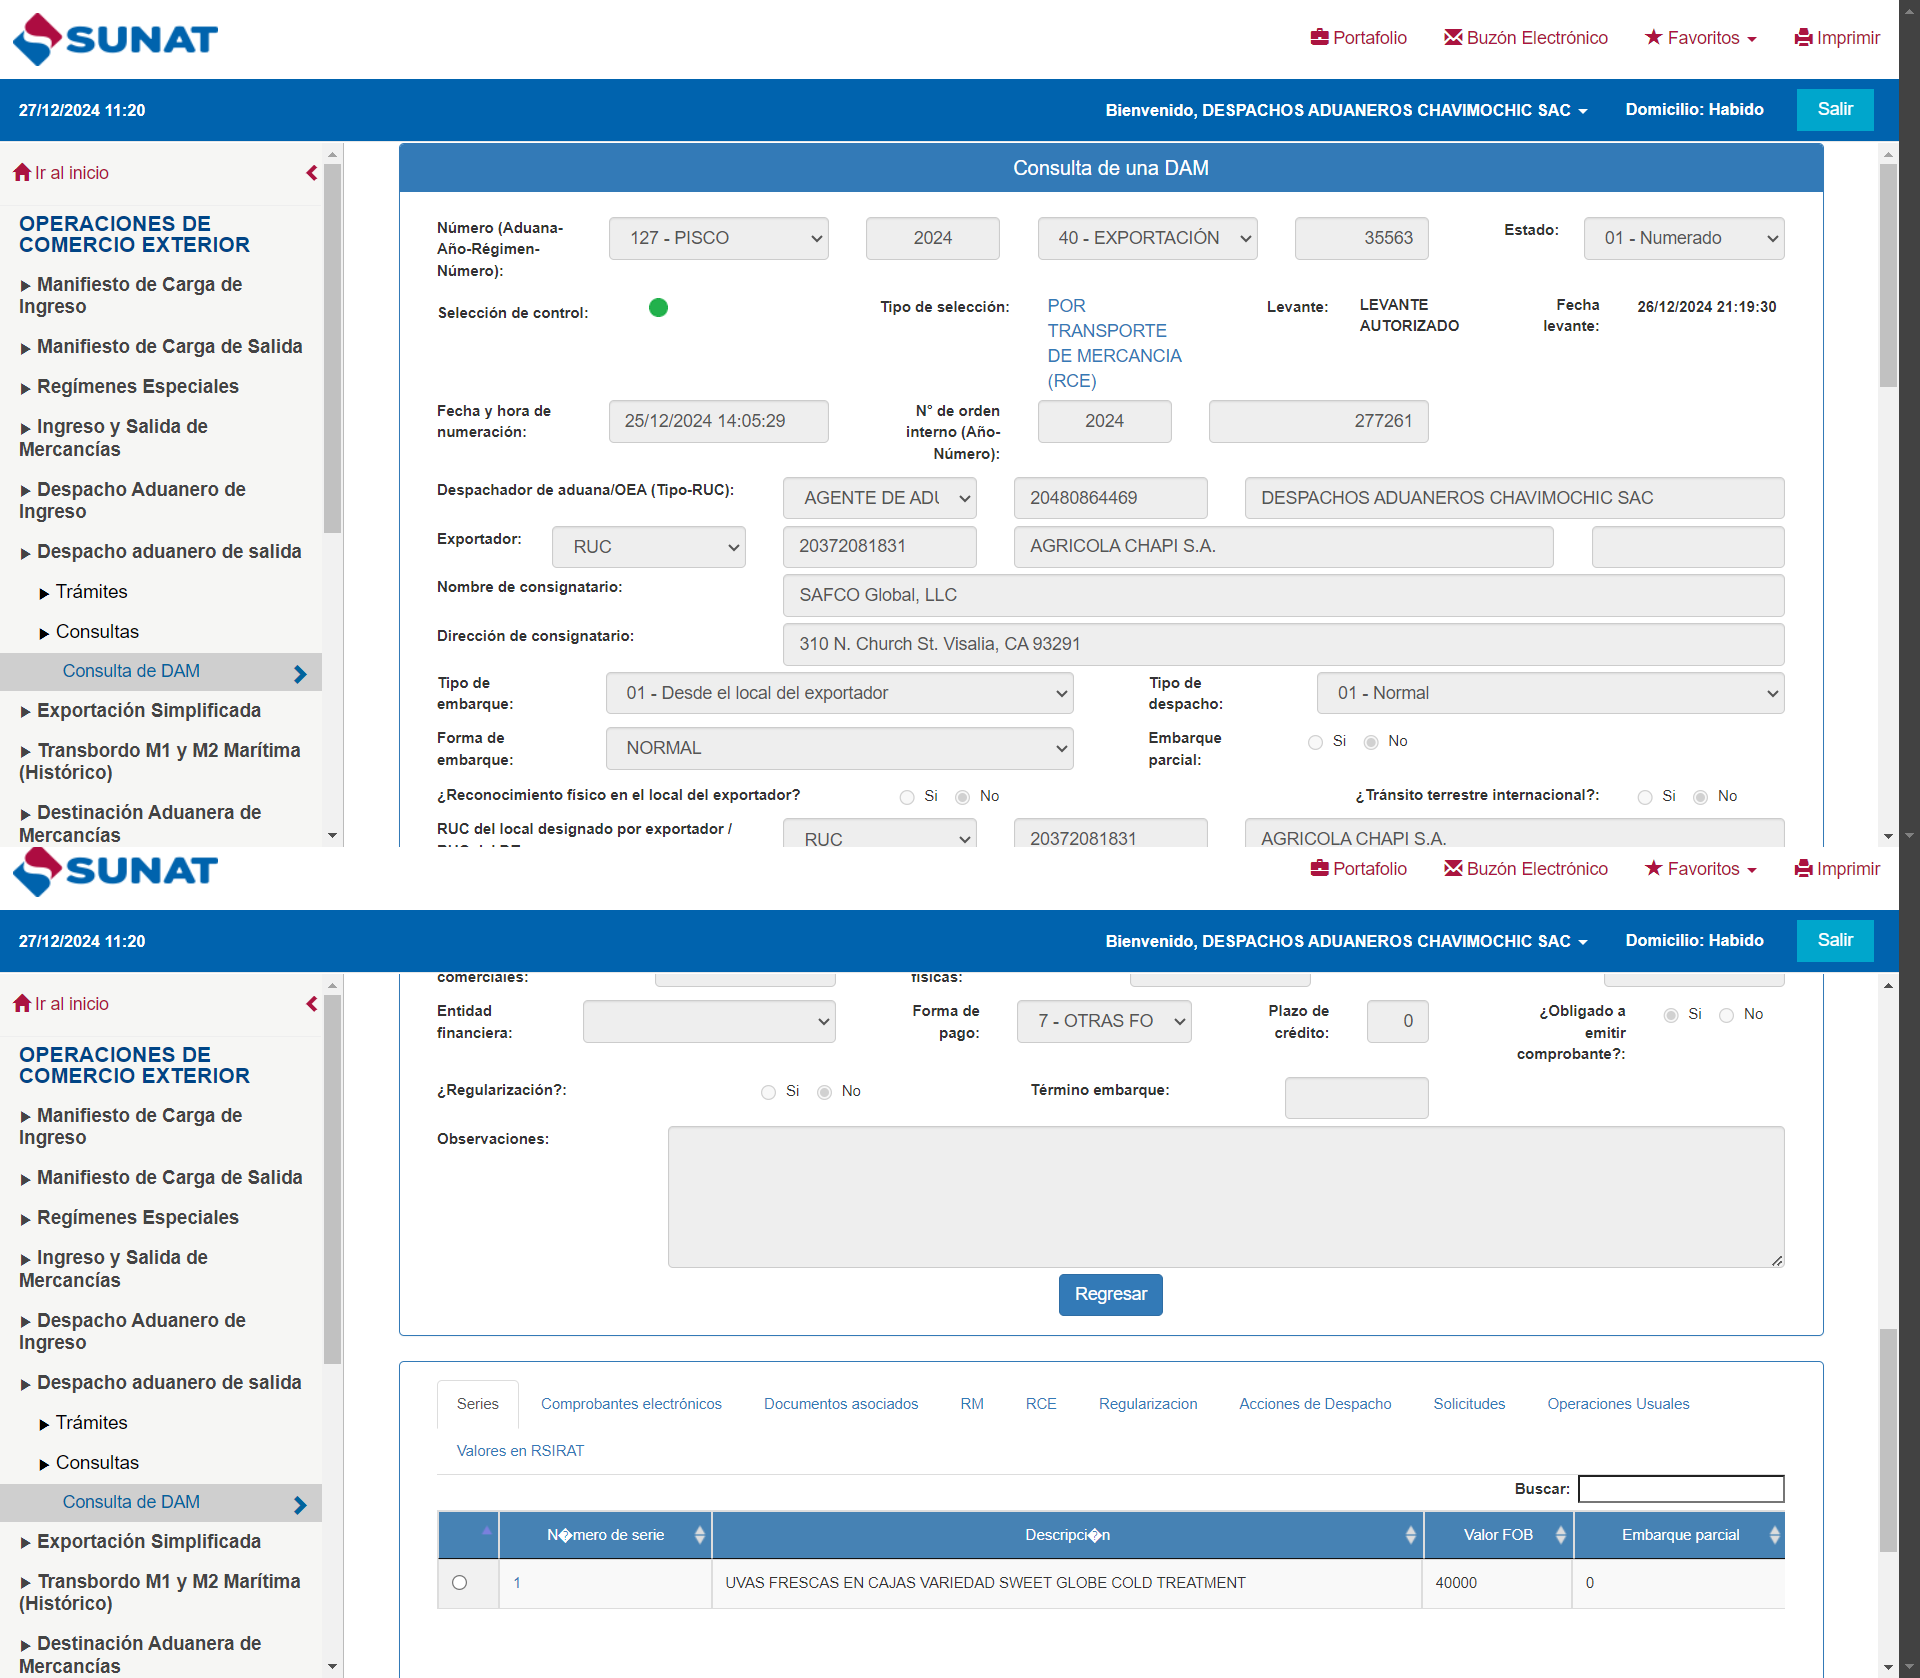 SUNAT
Portafolio Buzón Electrónico Favoritos Imprimir
27/12/2024 11:20 Bienvenido, DESPACHOS ADUANEROS CHAVIMOCHIC SAC Domicilio: Habido Salir
Ir al inicio
OPERACIONES DE
COMERCIO EXTERIOR
Manifiesto de Carga de
Ingreso
Manifiesto de Carga de Salida
Regímenes Especiales
Ingreso y Salida de
Mercancías
Despacho Aduanero de
Ingreso
Despacho aduanero de salida
Trámites
Consultas
Consulta de DAM
Exportación Simplificada
Transbordo M1 y M2 Marítima
(Histórico)
Destinación Aduanera de
Mercancías
Consulta de una DAM
Número (Aduana-
Año-Régimen-
Número):
127 - PISCO 2024 40 - EXPORTACIÓN 35563 Estado: 01 - Numerado
Selección de control: Tipo de selección:
POR
TRANSPORTE
DE MERCANCIA
(RCE)
Levante:
LEVANTE
AUTORIZADO
Fecha
levante:
26/12/2024 21:19:30
Fecha y hora de
numeración:
25/12/2024 14:05:29
N° de orden
interno (Año-
Número):
2024 277261
Despachador de aduana/OEA (Tipo-RUC): AGENTE DE ADU 20480864469 DESPACHOS ADUANEROS CHAVIMOCHIC SAC
Exportador: RUC 20372081831 AGRICOLA CHAPI S.A.
Nombre de consignatario: SAFCO Global, LLC
Dirección de consignatario: 310 N. Church St. Visalia, CA 93291
Tipo de
embarque:
01 - Desde el local del exportador
Tipo de
despacho:
01 - Normal
Forma de
embarque:
NORMAL
Embarque
parcial:
Si No
¿Reconocimiento físico en el local del exportador? Si No ¿Tránsito terrestre internacional?: Si No
RUC del local designado por exportador / RUC 20372081831 AGRICOLA CHAPI S.A.
SUNAT
Portafolio Buzón Electrónico Favoritos Imprimir
27/12/2024 11:20 Bienvenido, DESPACHOS ADUANEROS CHAVIMOCHIC SAC Domicilio: Habido Salir
Ir al inicio
OPERACIONES DE
COMERCIO EXTERIOR
Manifiesto de Carga de
Ingreso
Manifiesto de Carga de Salida
Regímenes Especiales
Ingreso y Salida de
Mercancías
Despacho Aduanero de
Ingreso
Despacho aduanero de salida
Trámites
Consultas
Consulta de DAM
Exportación Simplificada
Transbordo M1 y M2 Marítima
(Histórico)
Destinación Aduanera de
Mercancías
comerciales: físicas:
Entidad
financiera:
Forma de
pago:
7 - OTRAS FO
Plazo de
crédito:
0
¿Obligado a
emitir
comprobante?:
Si No
¿Regularización?: Si No Término embarque:
Observaciones:
Regresar
Series Comprobantes electrónicos Documentos asociados RM RCE Regularizacion Acciones de Despacho Solicitudes Operaciones Usuales
Valores en RSIRAT
Buscar:
N�mero de serie Descripci�n Valor FOB Embarque parcial
1 UVAS FRESCAS EN CAJAS VARIEDAD SWEET GLOBE COLD TREATMENT 40000 0